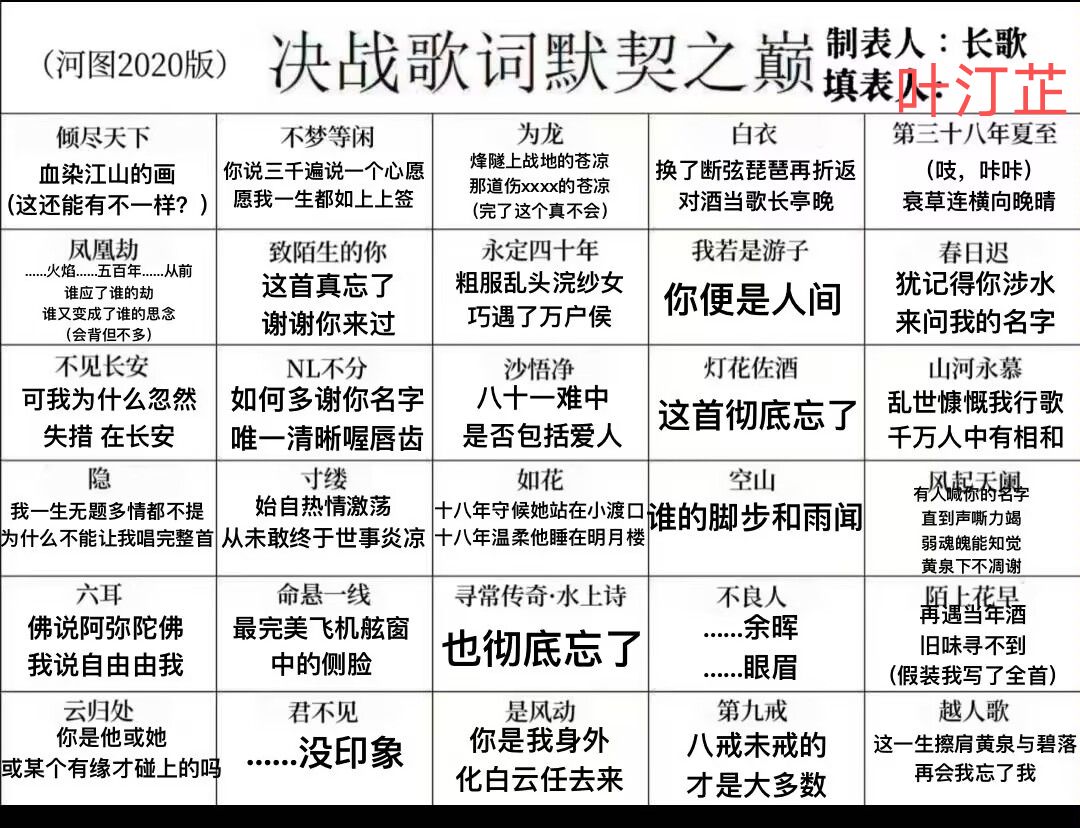 （河图2020版）
决战歌词默契之巅
制表人：长歌
填表人:
叶汀芷
倾尽天下
血染江山的画
(这还能有不一样？)
不梦等闲
你说三千遍说一个心愿
愿我一生都如上上签
为龙
烽隧上战地的苍凉
那道伤xxxx的苍凉
(完了这个真不会)
白衣
换了断弦琵琶再折返
对酒当歌长亭晚
第三十八年夏至
（吱，咔咔）
衰草连横向晚晴
凤凰劫
......火焰......五百年......从前
谁应了谁的劫
谁又变成了谁的思念
（会背但不多）
致陌生的你
这首真忘了
谢谢你来过
永定四十年
粗服乱头浣纱女
巧遇了万户侯
我若是游子
你便是人间
春日迟
犹记得你涉水
来问我的名字
不见长安
可我为什么忽然
失措 在长安
NL不分
如何多谢你名字
唯一清晰喔唇齿
沙悟净
八十一难中
是否包括爱人
灯花佐酒
这首彻底忘了
山河永慕
乱世慷慨我行歌
千万人中有相和
隐
我一生无题多情都不提
为什么不能让我唱完整首
寸缕
始自热情激荡
从未敢终于世事炎凉
如花
十八年守候她站在小渡口
十八年温柔他睡在明月楼
空山
谁的脚步和雨闻
风起天阑
有人喊你的名字
直到声嘶力竭
弱魂魄能知觉
黄泉下不凋谢
六耳
佛说阿弥陀佛
我说自由由我
命悬一线
最完美飞机舷窗
中的侧脸
寻常传奇·水上诗
也彻底忘了
不良人
......余晖
......眼眉
陌上花早
再遇当年酒
旧味寻不到
（假装我写了全首）
云归处
你是他或她
或某个有缘才碰上的吗
君不见
......没印象
是风动
你是我身外
化白云任去来
第九戒
八戒未戒的
才是大多数
越人歌
这一生擦肩黄泉与碧落
再会我忘了我